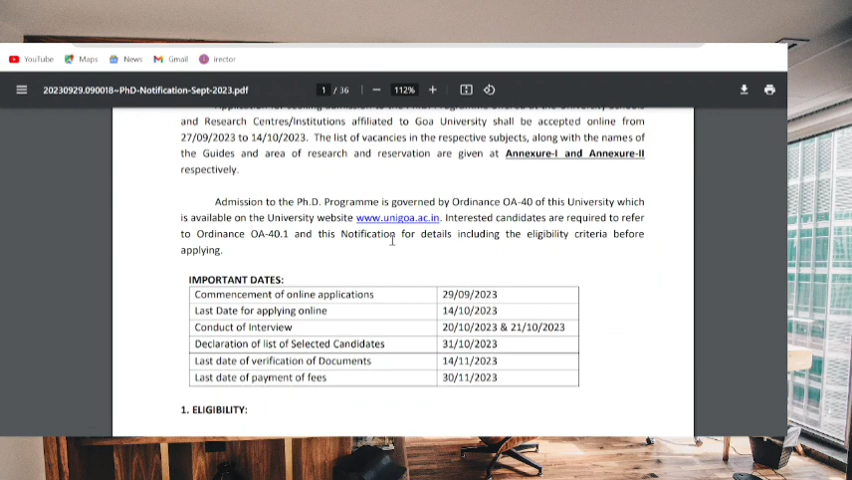 YouTube Maps News Gmail irector
20230929.090018-PhD-Notification-Sept-2023.pdf 1 / 36 112%
and Research Centres/Institutions affiliated to Goa University shall be accepted online from
27/09/2023 to 14/10/2023. The list of vacancies in the respective subjects, along with the names of
the Guides and area of research and reservation are given at Annexure-I and Annexure-II
respectively.
Admission to the Ph.D. Programme is governed by Ordinance OA-40 of this University which
is available on the University website www.unigoa.ac.in. Interested candidates are required to refer
to Ordinance OA-40.1 and this Notification for details including the eligibility criteria before
applying.
IMPORTANT DATES:
Commencement of online applications 29/09/2023
Last Date for applying online 14/10/2023
Conduct of Interview 20/10/2023 & 21/10/2023
Declaration of list of Selected Candidates 31/10/2023
Last date of verification of Documents 14/11/2023
Last date of payment of fees 30/11/2023
1. ELIGIBILITY: